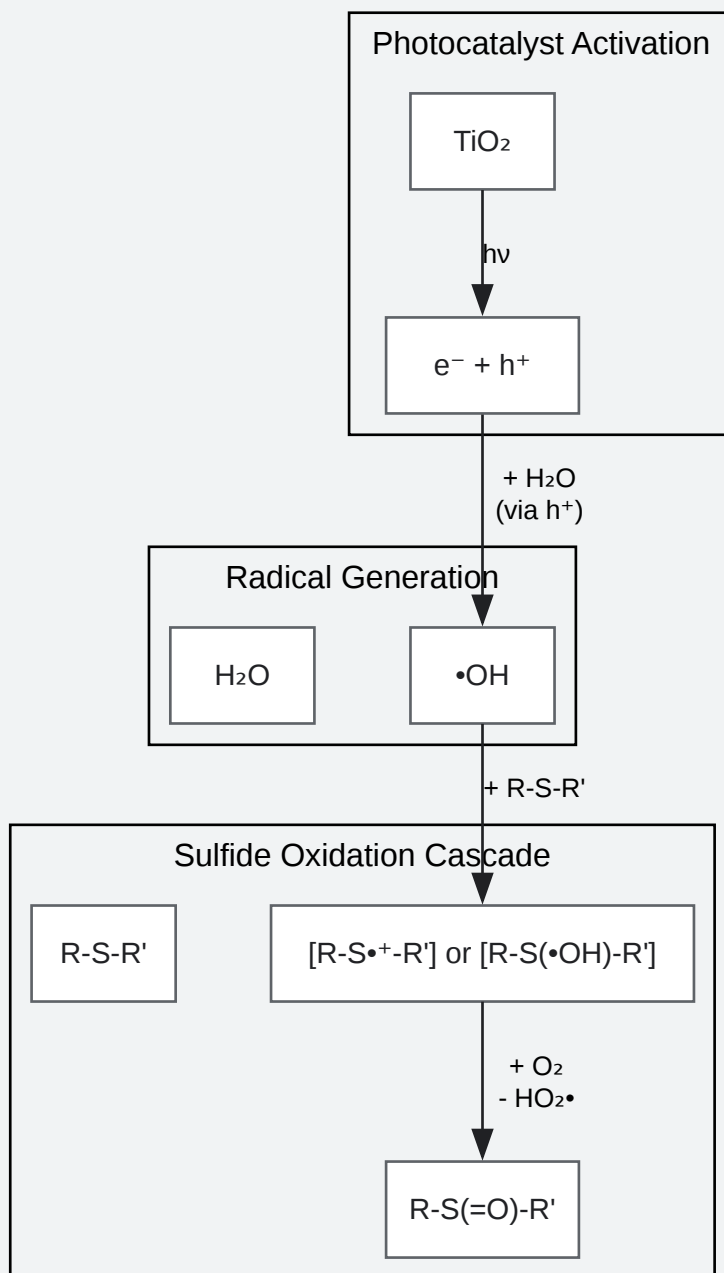 Photocatalyst Activation
TiO₂
hν
e⁻ + h⁺
+ H₂O
(via h⁺)
Radical Generation
H₂O
•OH
+ R-S-R'
Sulfide Oxidation Cascade
R-S-R'
[R-S•⁺-R'] or [R-S(•OH)-R']
+ O₂
- HO₂•
R-S(=O)-R'